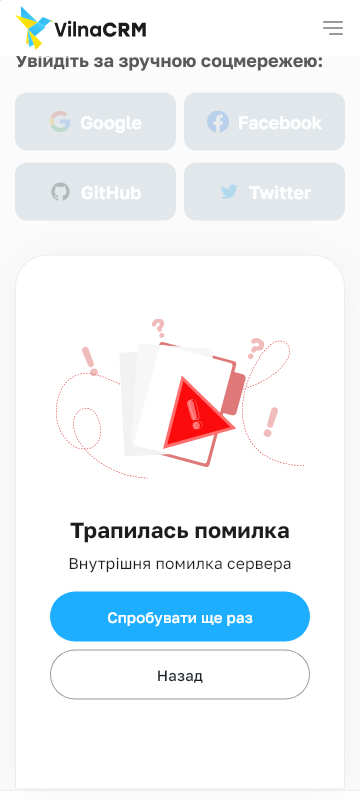 VilnaCRM
Увійдіть за зручною соцмережею:
Google
Facebook
GitHub
Twitter
Трапилась помилка
Внутрішня помилка сервера
Спробувати ще раз
Назад